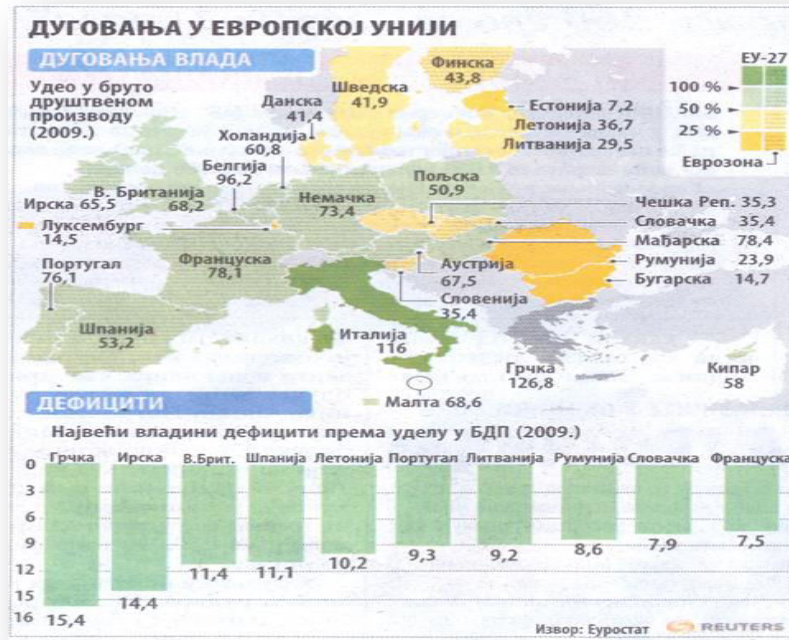 ДУГОВАЊА У ЕВРОПСКОЈ УНИЈИ
ДУГОВАЊА ВЛАДА
Удео у бруто
друштвеном
производу
(2009.)
ЕУ-27
100 %
50 %
25 %
Еврозона
Финска
43,8
Шведска
41,9
Данска
41,4
Естонија 7,2
Летонија 36,7
Литванија 29,5
Холандија
60,8
Белгија
96,2
Пољска
50,9
В. Британија
68,2
Ирска 65,5
Немачка
73,4
Чешка Реп. 35,3
Словачка 35,4
Мађарска 78,4
Румунија 23,9
Бугарска 14,7
Луксембург
14,5
Француска
78,1
Аустрија
67,5
Словенија
35,4
Португал
76,1
Шпанија
53,2
Италија
116
Грчка
126,8
Кипар
58
Малта 68,6
ДЕФИЦИТИ
Највећи владини дефицити према уделу у БДП (2009.)
Грчка Ирска В.Брит. Шпанија Летонија Португал Литванија Румунија Словачка Француска
0
3
6
9
12
15
16
15,4 14,4 11,4 11,1 10,2 9,3 9,2 8,6 7,9 7,5
Извор: Еуростат REUTERS